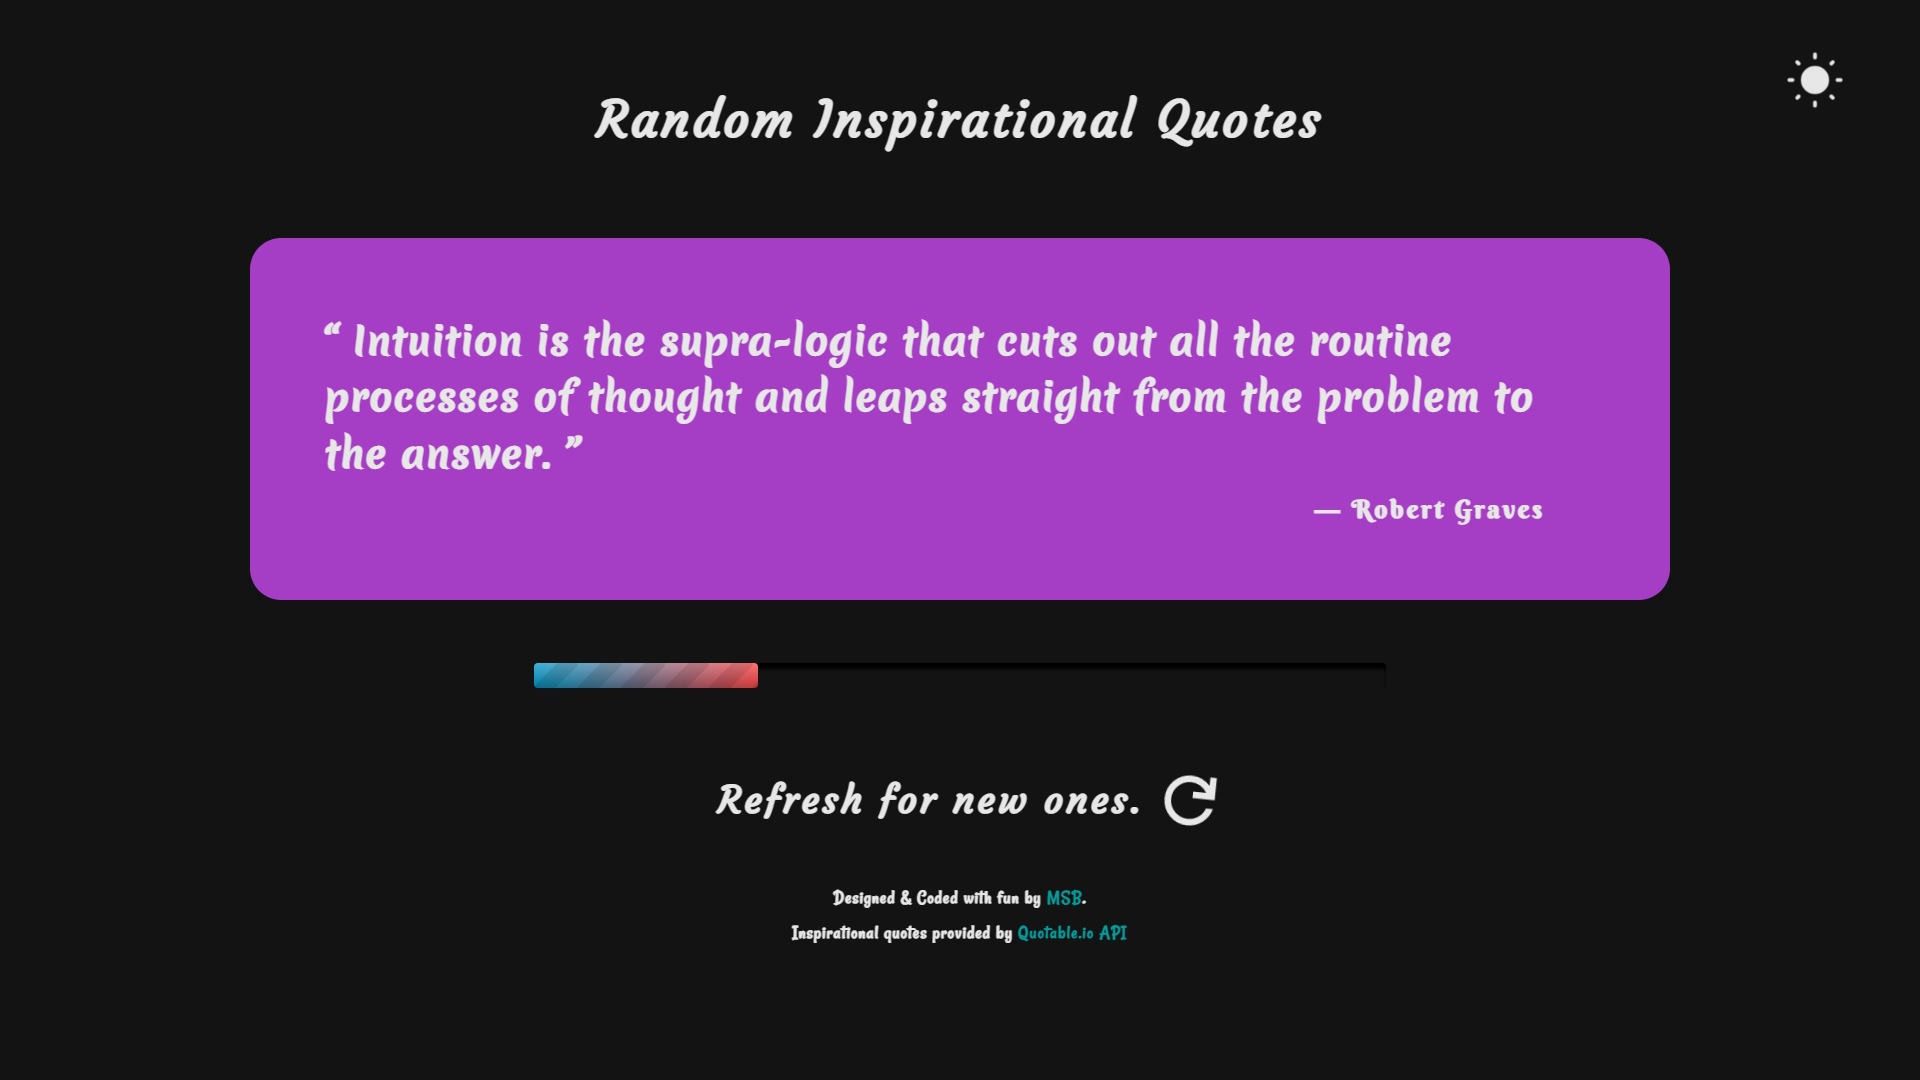 Random Inspirational Quotes
“ Intuition is the supra-logic that cuts out all the routine
processes of thought and leaps straight from the problem to
the answer. ”
— Robert Graves
Refresh for new ones.
Designed & Coded with fun by MSB.
Inspirational quotes provided by Quotable.io API